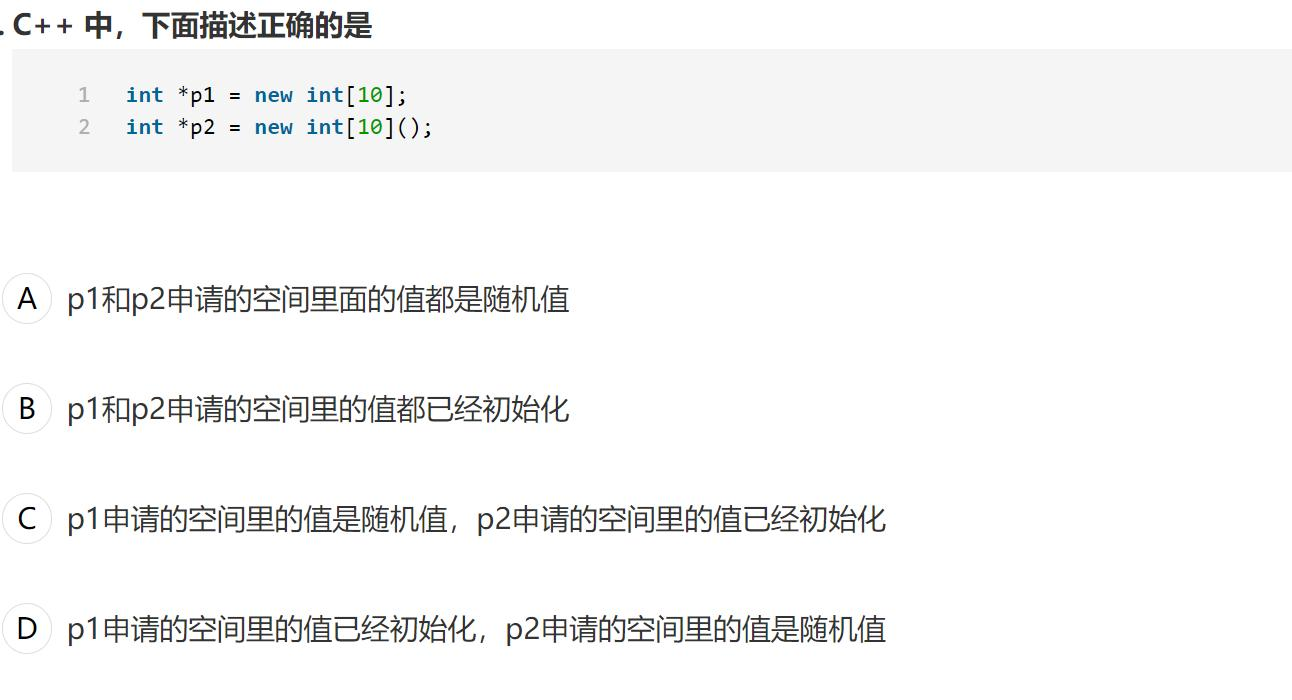 . C++ 中，下面描述正确的是
1 int *p1 = new int[10];
2 int *p2 = new int[10]();
A p1和p2申请的空间里面的值都是随机值
B p1和p2申请的空间里的值都已经初始化
C p1申请的空间里的值是随机值，p2申请的空间里的值已经初始化
D p1申请的空间里的值已经初始化，p2申请的空间里的值是随机值